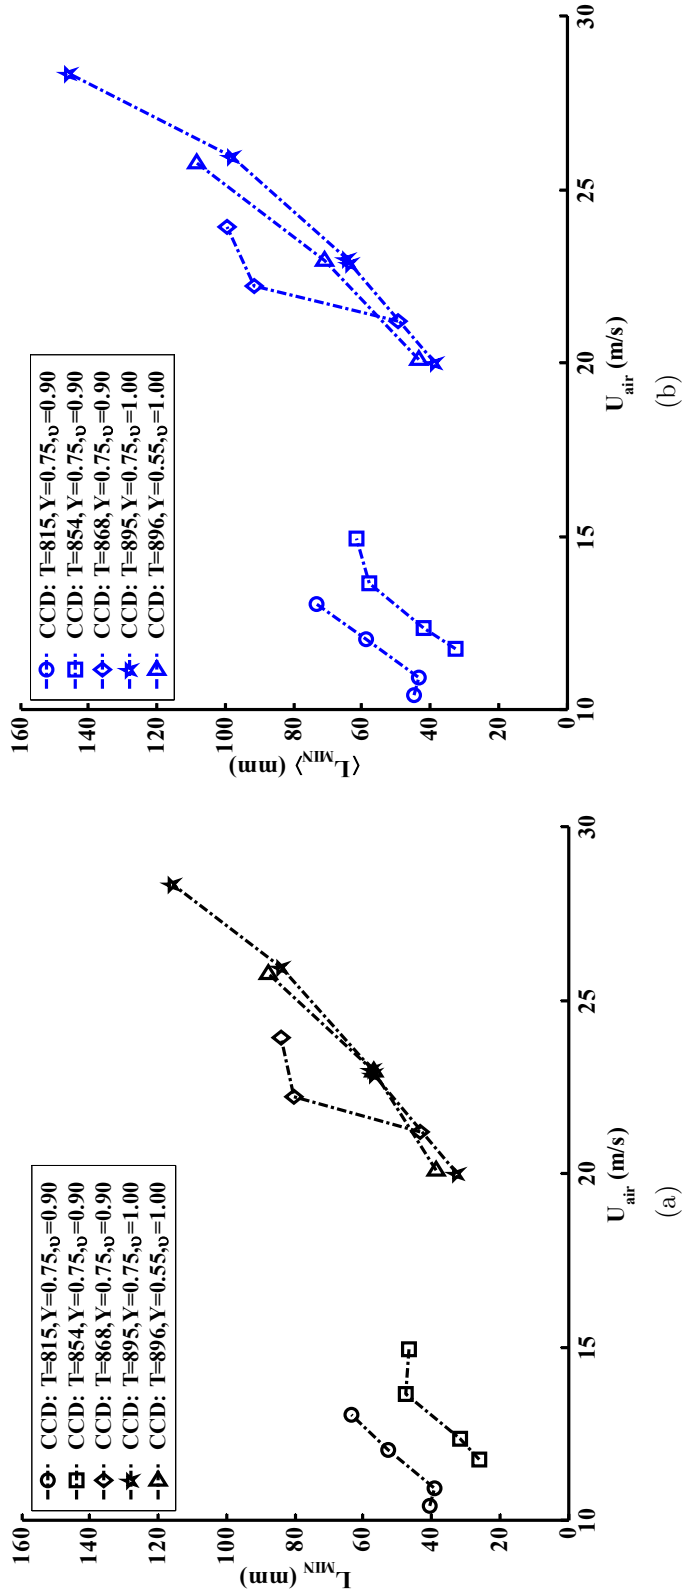 160
140
120
100
80
60
40
20
0
10
15
20
25
30
L_MIN (mm)
U_air (m/s)
CCD: T=815,Y=0.75,υ=0.90
CCD: T=854,Y=0.75,υ=0.90
CCD: T=868,Y=0.75,υ=0.90
CCD: T=895,Y=0.75,υ=1.00
CCD: T=896,Y=0.55,υ=1.00
(a)
160
140
120
100
80
60
40
20
0
10
15
20
25
30
⟨L_MIN⟩ (mm)
U_air (m/s)
CCD: T=815,Y=0.75,υ=0.90
CCD: T=854,Y=0.75,υ=0.90
CCD: T=868,Y=0.75,υ=0.90
CCD: T=895,Y=0.75,υ=1.00
CCD: T=896,Y=0.55,υ=1.00
(b)